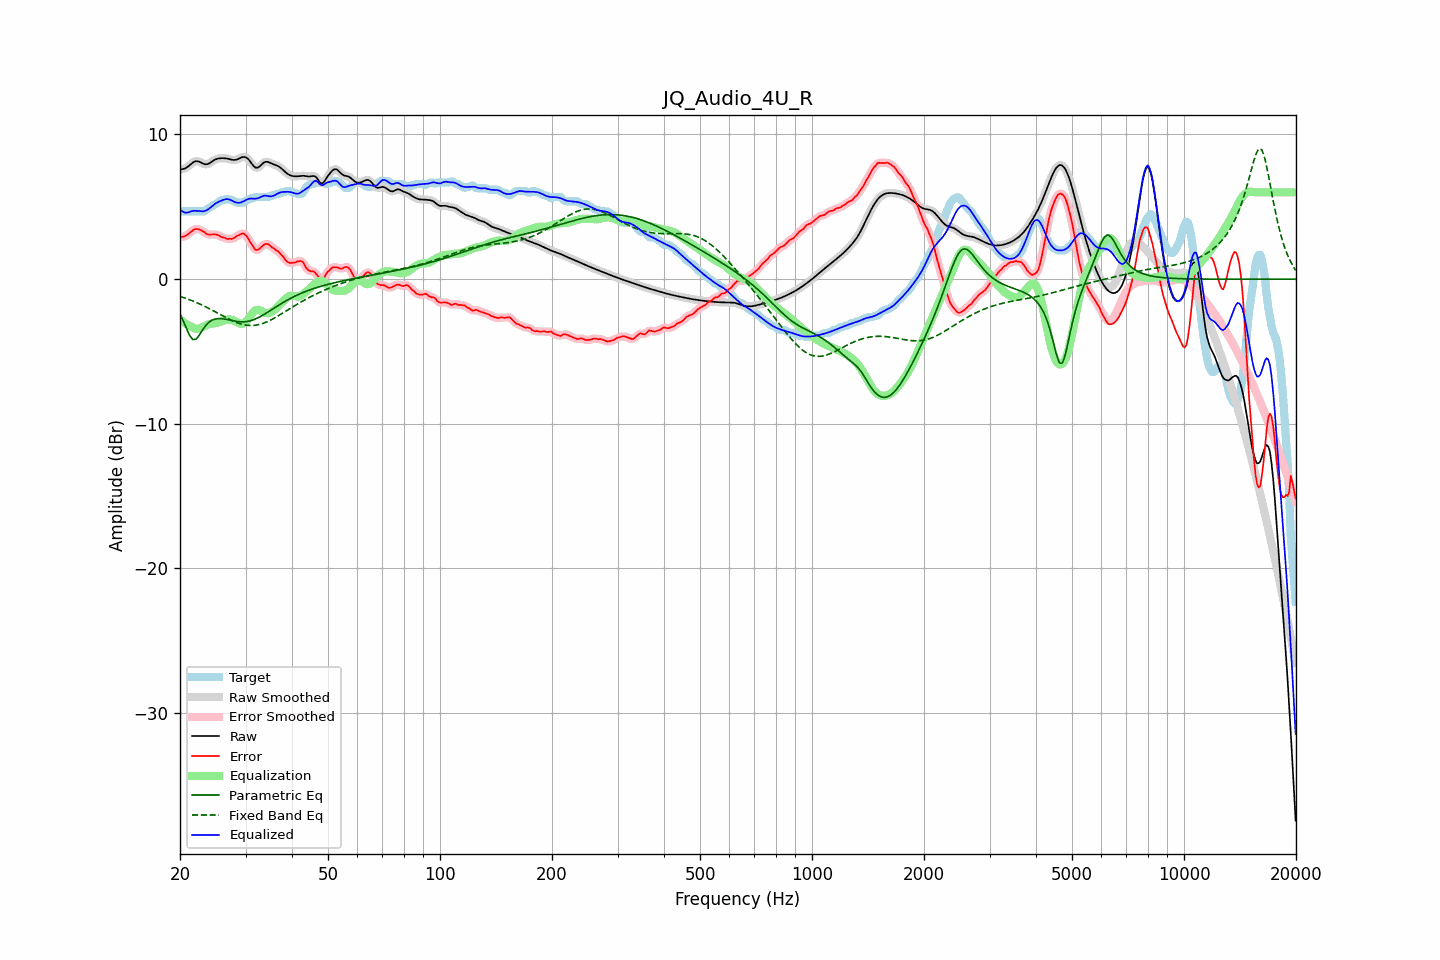 JQ_Audio_4U_R
10
0
−10
−20
−30
Amplitude (dBr)
Target
Raw Smoothed
Error Smoothed
Raw
Error
Equalization
Parametric Eq
Fixed Band Eq
Equalized
20 50 100 200 500 1000 2000 5000 10000 20000
Frequency (Hz)